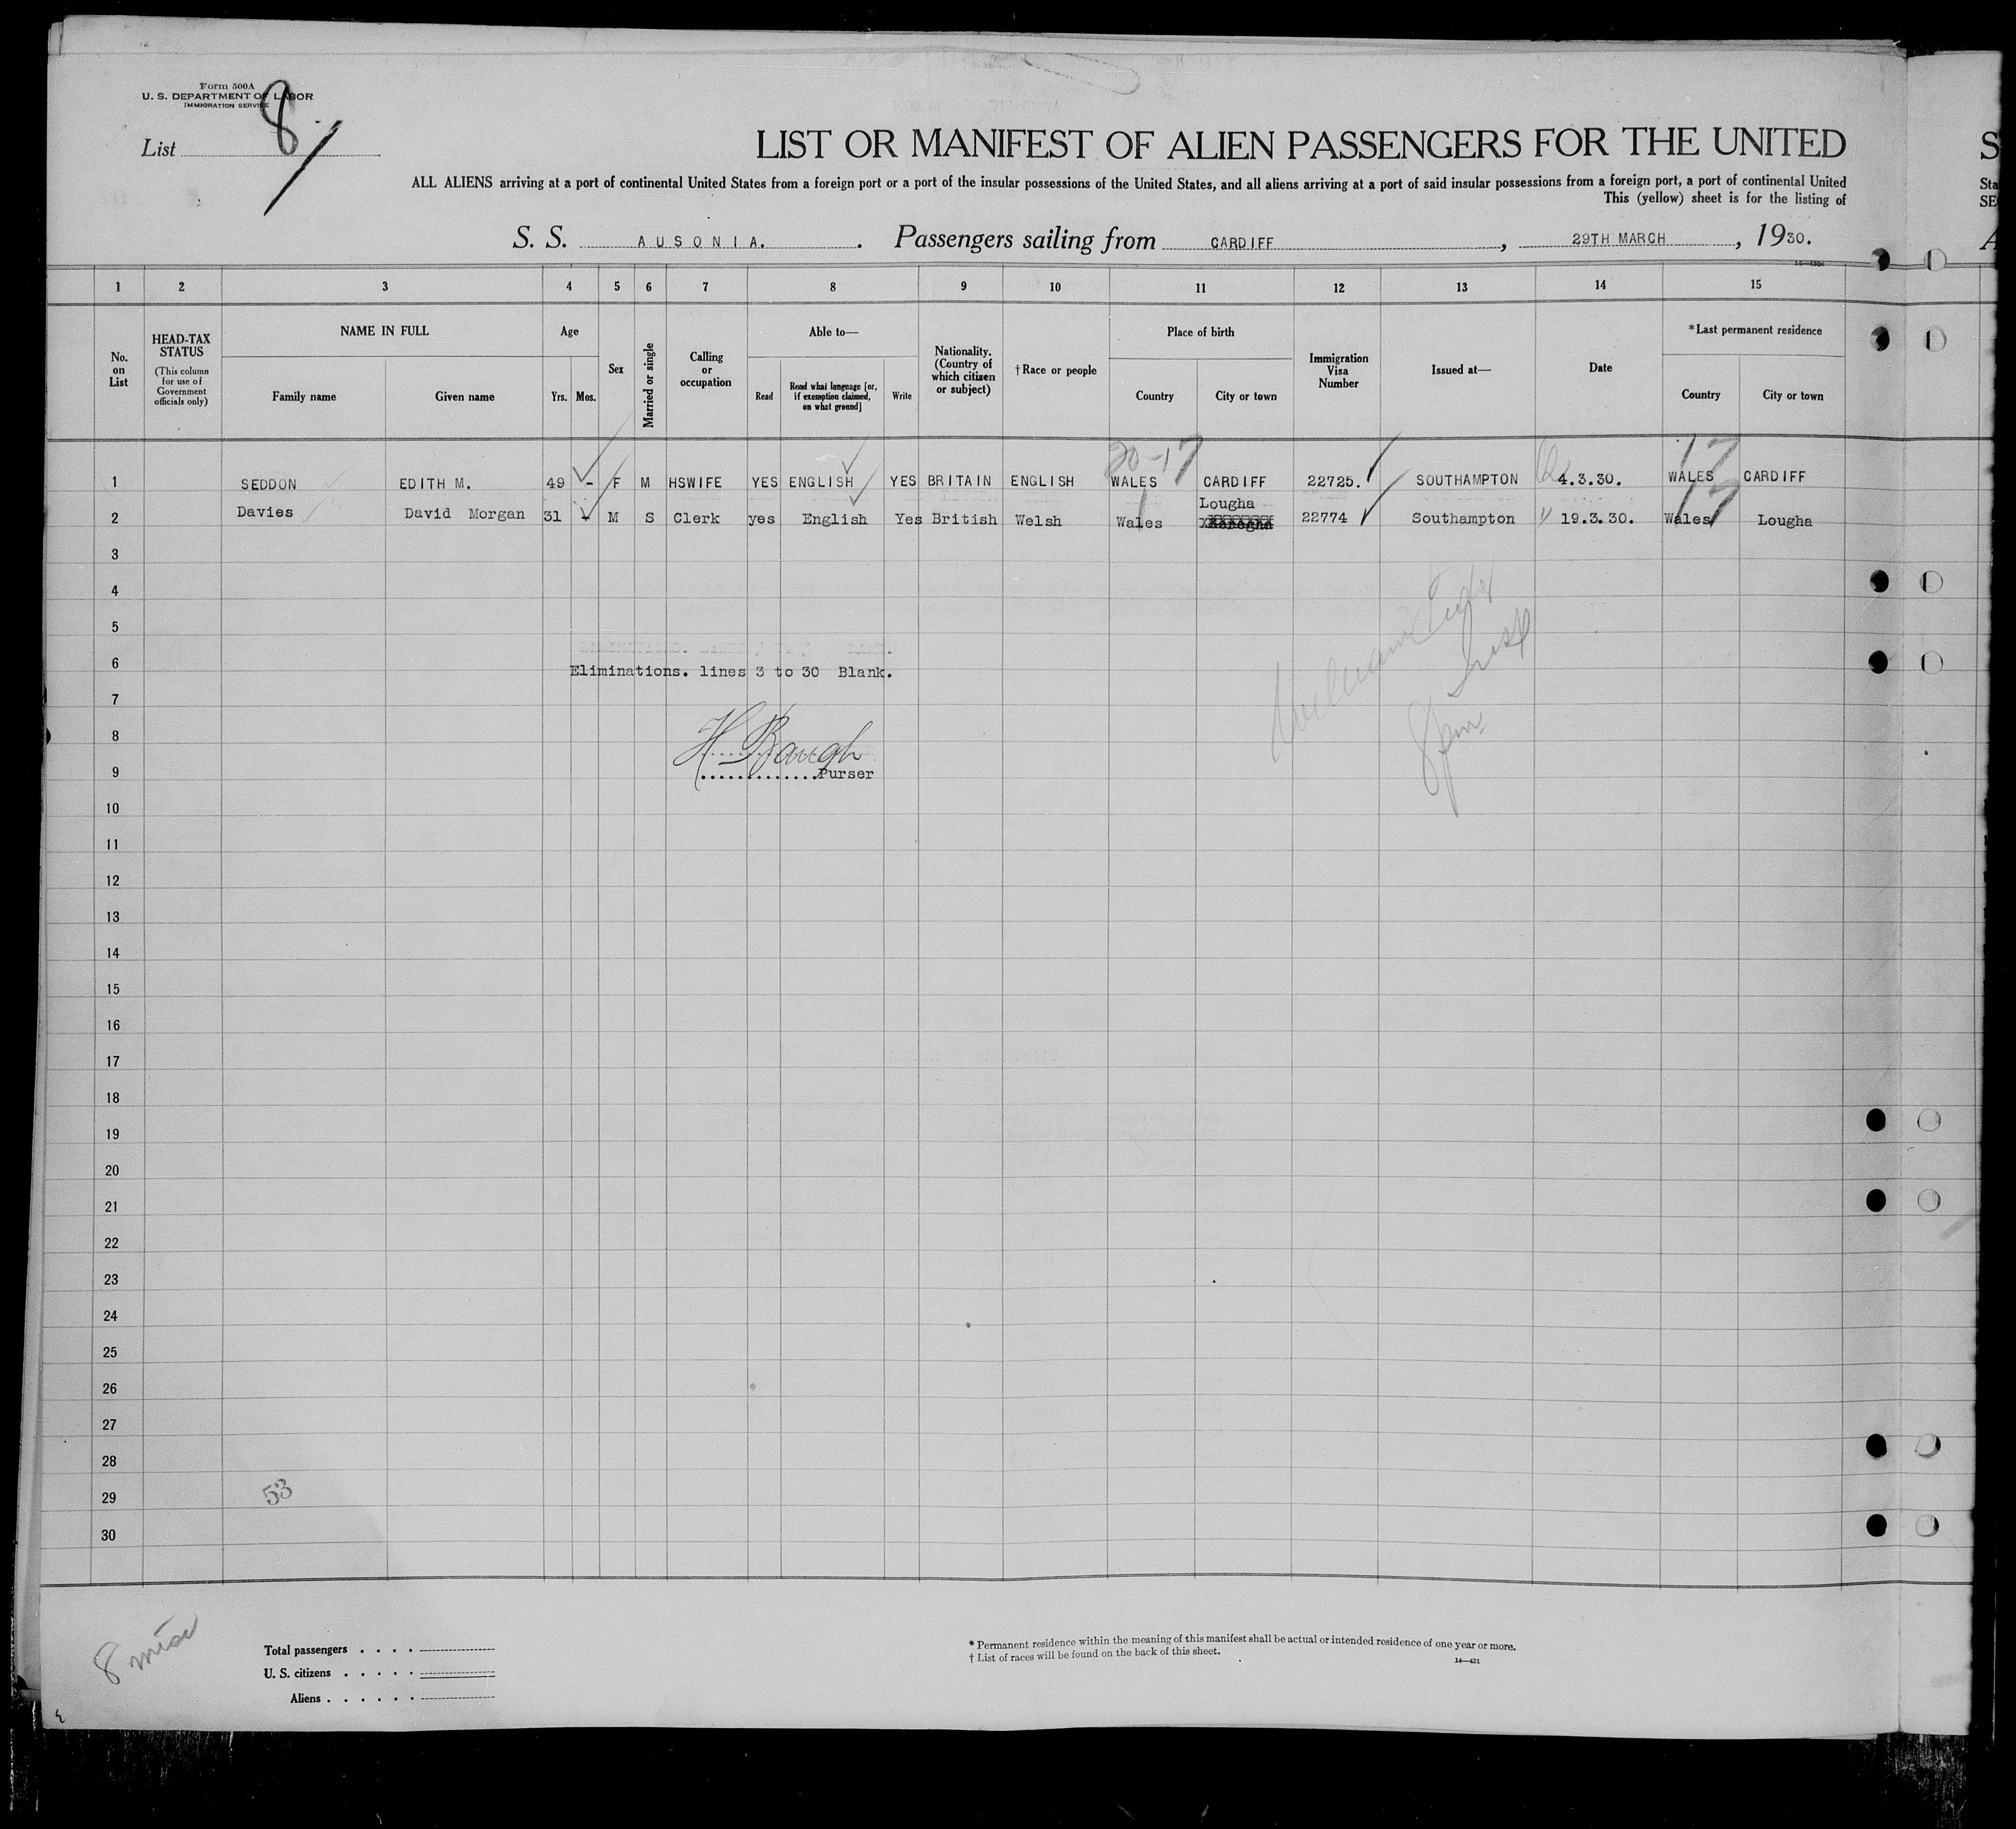 Form 500A
U. S. DEPARTMENT OF LABOR
IMMIGRATION SERVICE
List 8
LIST OR MANIFEST OF ALIEN PASSENGERS FOR THE UNITED
ALL ALIENS arriving at a port of continental United States from a foreign port or a port of the insular possessions of the United States, and all aliens arriving at a port of said insular possessions from a foreign port, a port of continental United
This (yellow) sheet is for the listing of
S. S. AUSONIA. Passengers sailing from CARDIFF, 29TH MARCH, 1930.
S
Sta
SE
A
1 2 3 4 5 6 7 8 9 10 11 12 13 14 15
No. on List
HEAD-TAX STATUS (This column for use of Government officials only)
NAME IN FULL
Family name Given name
Age
Yrs. Mos.
Sex
Married or single
Calling or occupation
Able to—
Read Read what language [or, if exemption claimed, on what ground] Write
Nationality. (Country of which citizen or subject)
†Race or people
Place of birth
Country City or town
Immigration Visa Number
Issued at—
Date
*Last permanent residence
Country City or town
20-17 17
1 SEDDON EDITH M. 49 - F M HSWIFE YES ENGLISH YES BRITAIN ENGLISH WALES CARDIFF 22725. SOUTHAMPTON 4.3.30. WALES CARDIFF
Lougha 17
2 Davies David Morgan 31 - M S Clerk yes English Yes British Welsh Wales 22774 Southampton 19.3.30. Wales Lougha
3
4
5
6 Eliminations. lines 3 to 30 Blank.
7
8 H. Baugh
9 Purser
10
11
12
13
14
15
16
17
18
19
20
21
22
23
24
25
26
27
28
29 53
30
Total passengers
U. S. citizens
Aliens
* Permanent residence within the meaning of this manifest shall be actual or intended residence of one year or more.
† List of races will be found on the back of this sheet.
14—421